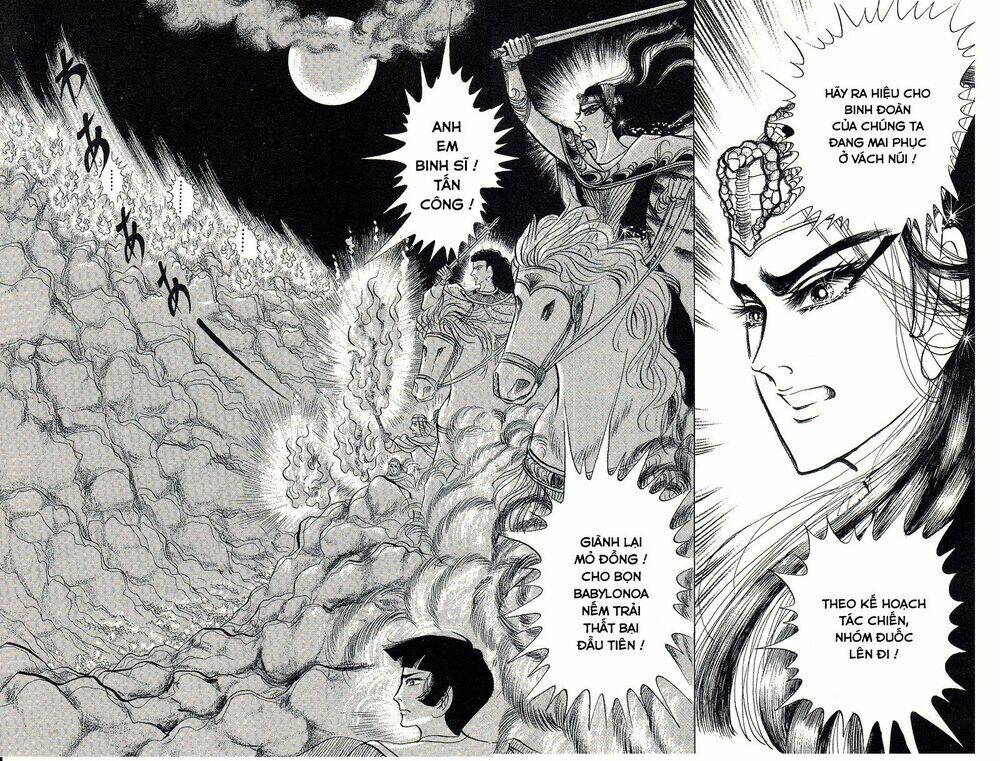 HÃY RA HIỆU CHO
BINH ĐOÀN
CỦA CHÚNG TA
ĐANG MAI PHỤC
Ở VÁCH NÚI !
THEO KẾ HOẠCH
TÁC CHIẾN,
NHÓM ĐUỐC
LÊN ĐI !
ANH
EM
BINH SĨ !
TẤN
CÔNG !
GIÀNH LẠI
MỎ ĐỒNG !
CHO BỌN
BABYLONOA
NẾM TRẢI
THẤT BẠI
ĐẦU TIÊN !
わあああー